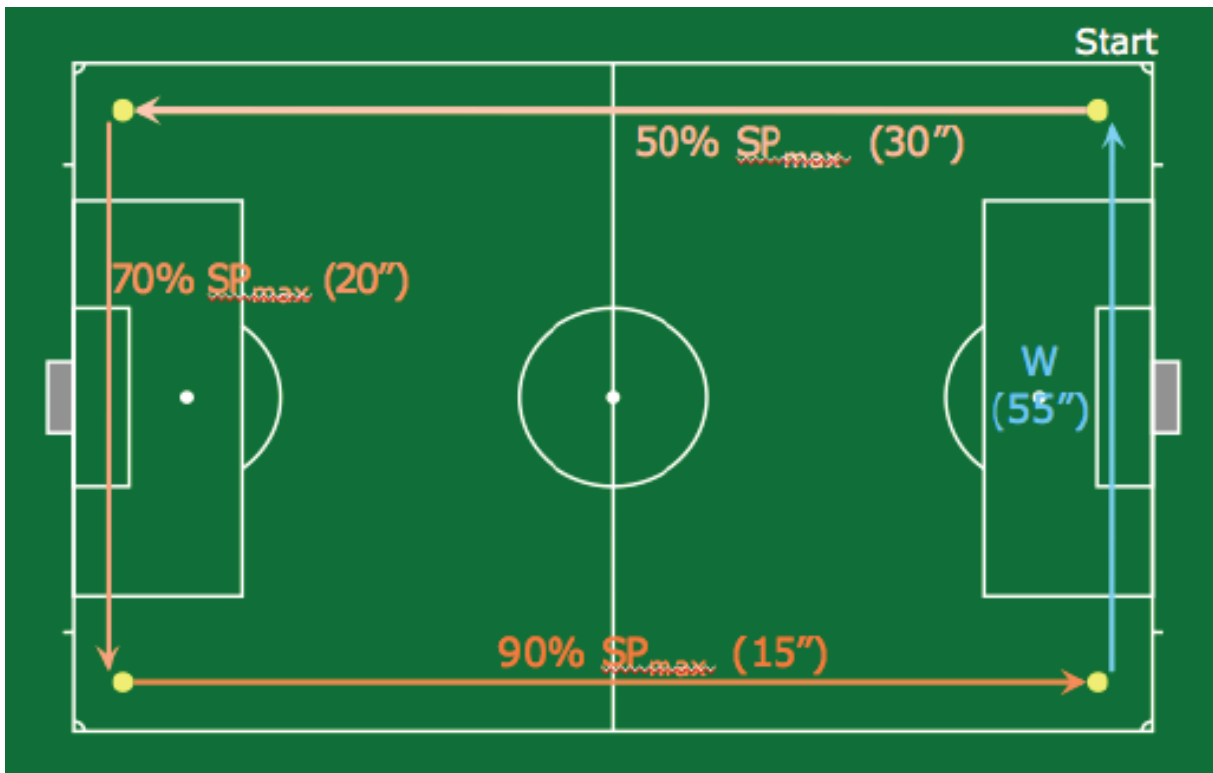 Start
50% SPmax (30″)
70% SPmax (20″)
W
(55″)
90% SPmax (15″)